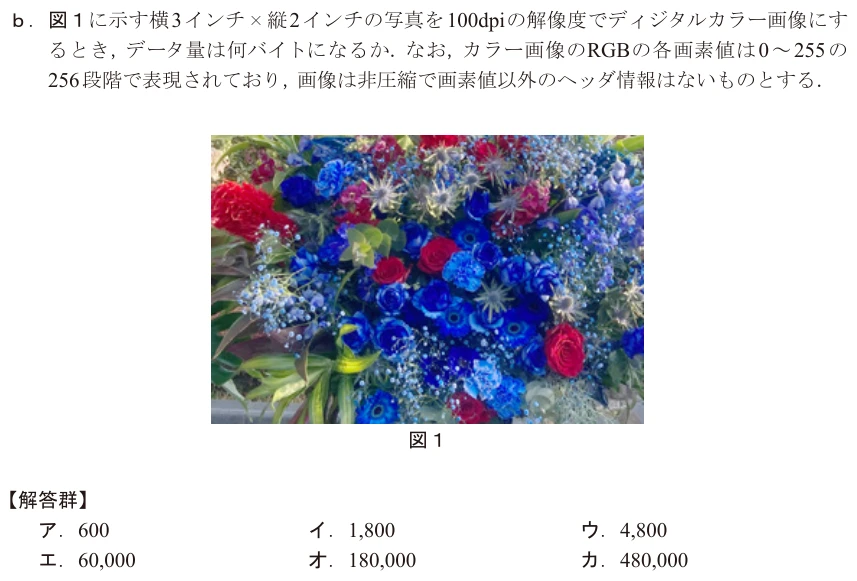 b. 図1に示す横3インチ×縦2インチの写真を100dpiの解像度でディジタルカラー画像にす
るとき,データ量は何バイトになるか.なお,カラー画像のRGBの各画素値は0～255の
256段階で表現されており,画像は非圧縮で画素値以外のヘッダ情報はないものとする.
図1
【解答群】
ア. 600 イ. 1,800 ウ. 4,800
エ. 60,000 オ. 180,000 カ. 480,000